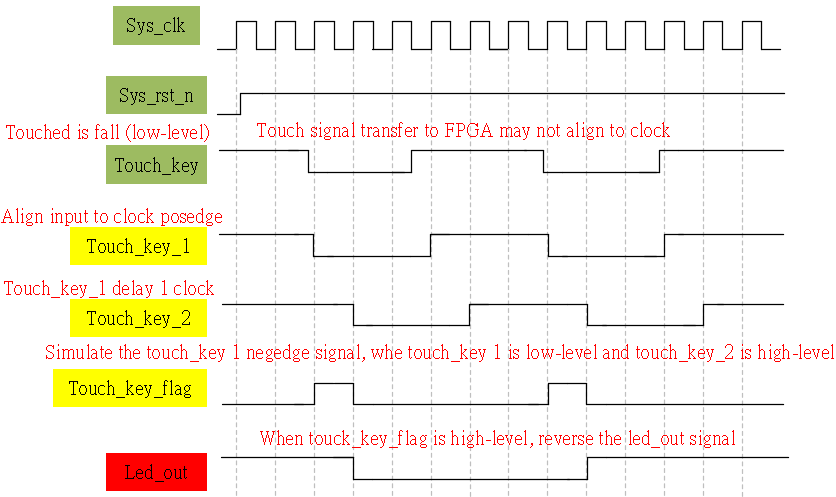 Sys_clk
Sys_rst_n
Touched is fall (low-level)
Touch signal transfer to FPGA may not align to clock
Touch_key
Align input to clock posedge
Touch_key_1
Touch_key_1 delay 1 clock
Touch_key_2
Simulate the touch_key 1 negedge signal, whe touch_key 1 is low-level and touch_key_2 is high-level
Touch_key_flag
When touck_key_flag is high-level, reverse the led_out signal
Led_out